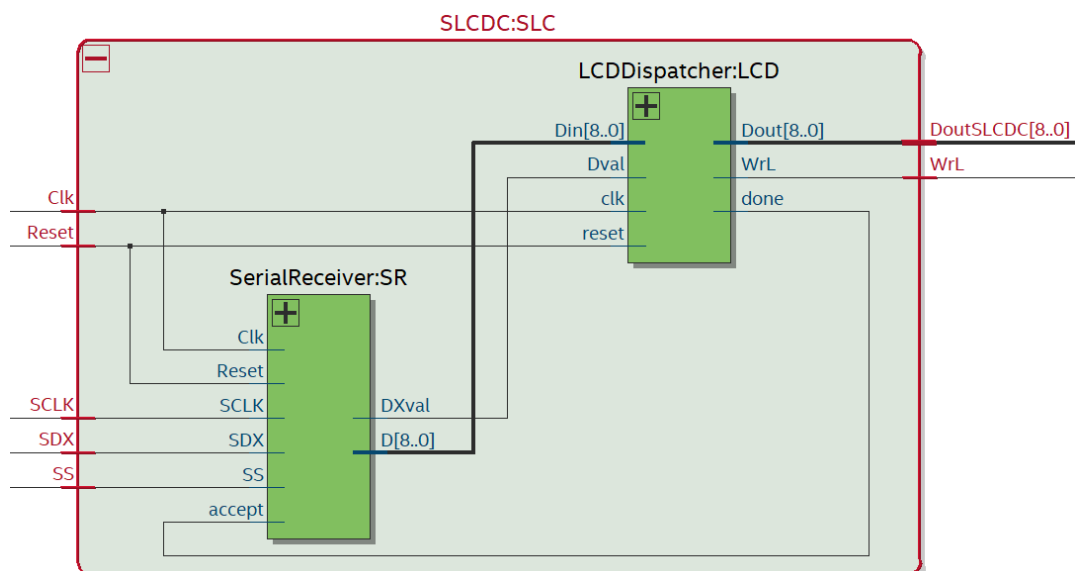 SLCDC:SLC
LCDDispatcher:LCD
Din[8..0]
Dout[8..0]
DoutSLCDC[8..0]
Dval
WrL
WrL
Clk
clk
done
Reset
reset
SerialReceiver:SR
Clk
Reset
SCLK
SCLK
DXval
SDX
SDX
D[8..0]
SS
SS
accept